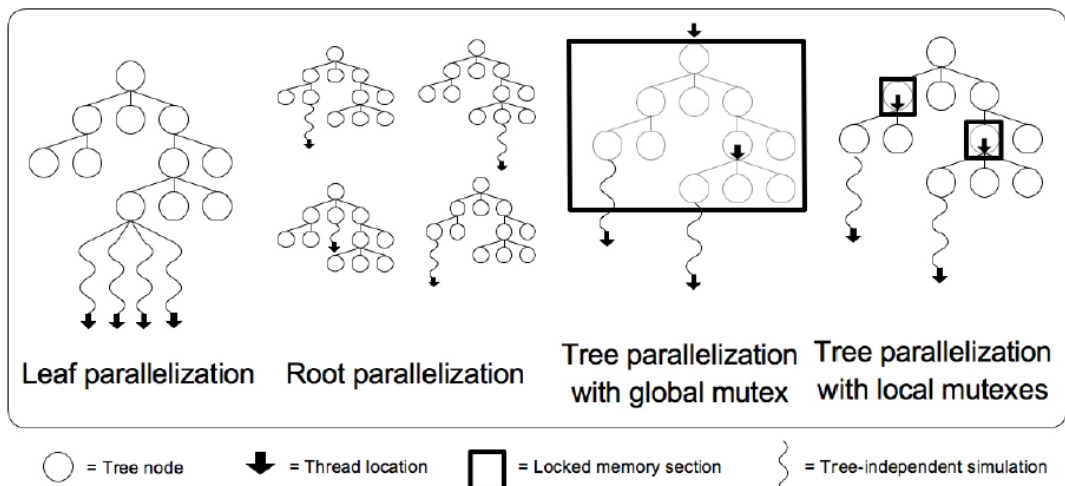 Leaf parallelization
Root parallelization
Tree parallelization
with global mutex
Tree parallelization
with local mutexes
= Tree node
= Thread location
= Locked memory section
= Tree-independent simulation